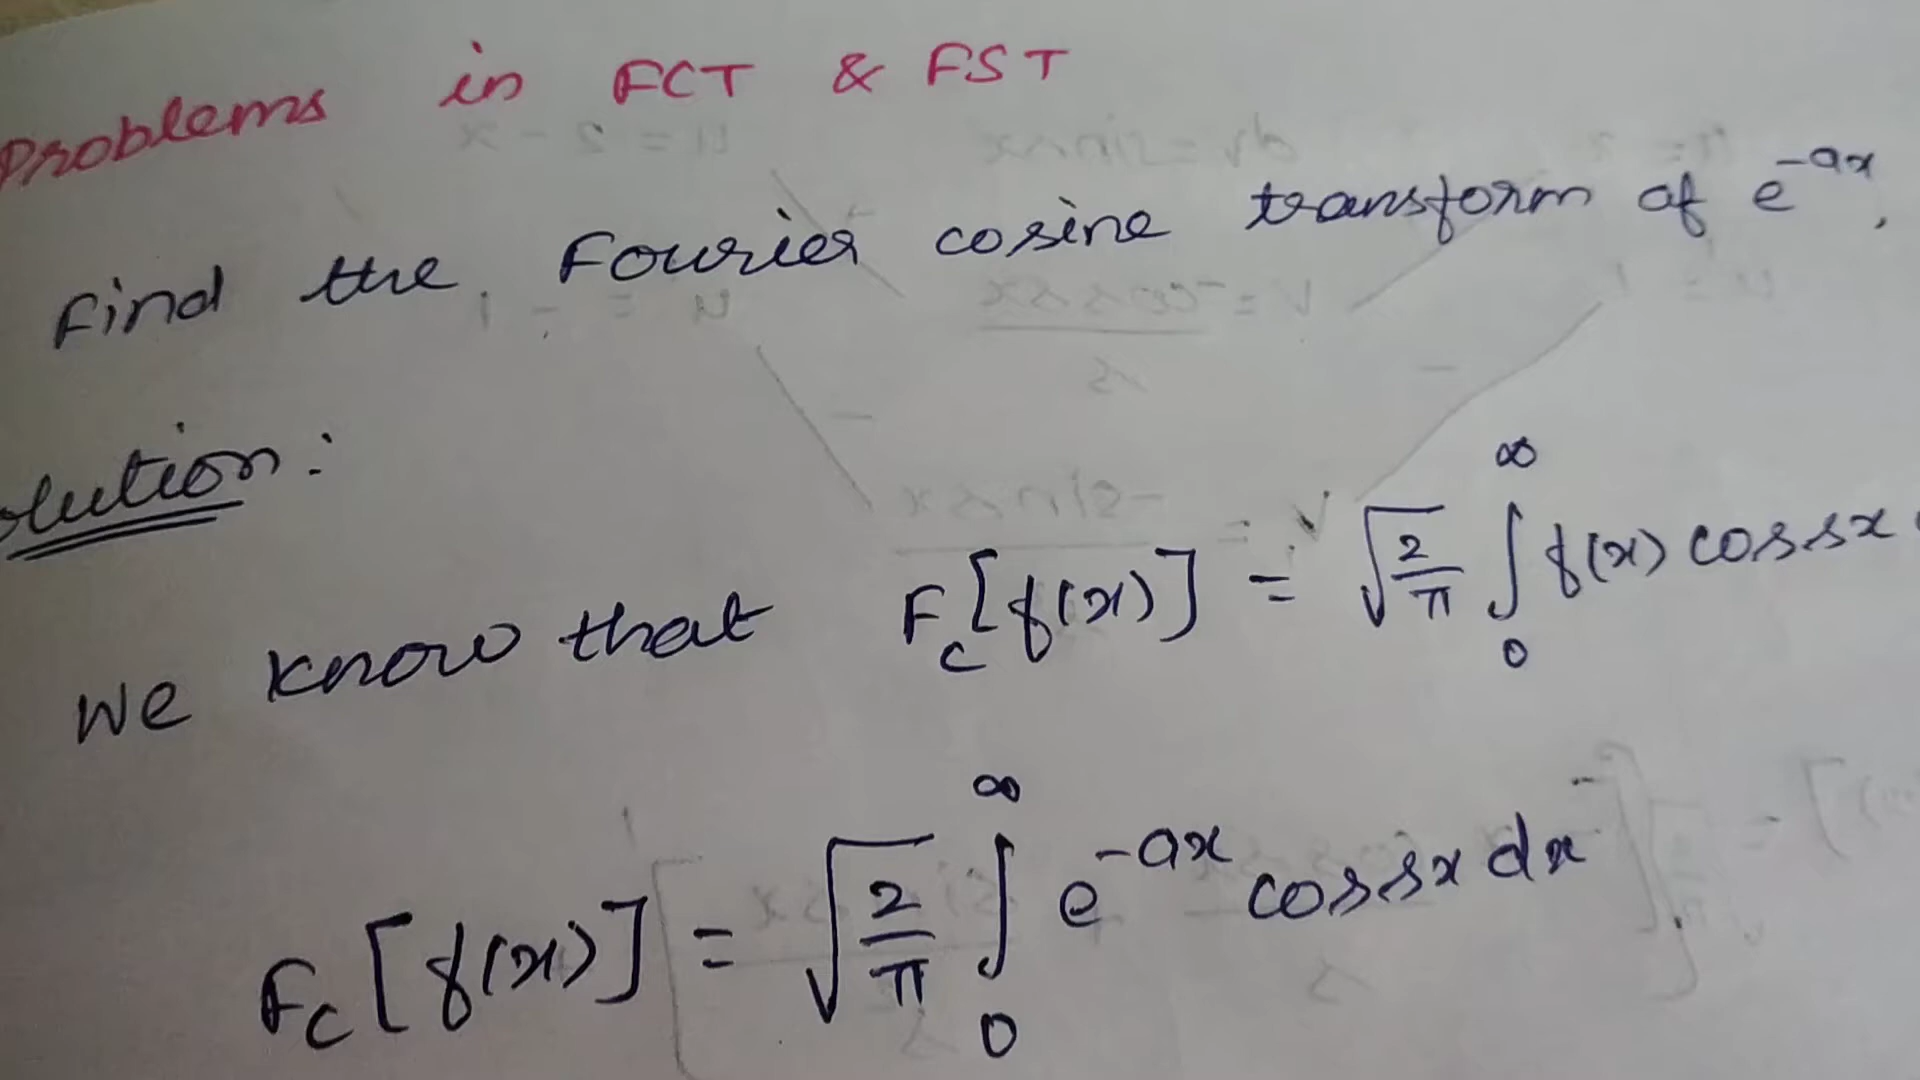 Problems in FCT & FST
Find the Fourier cosine transform of e^{-ax}.
olution:
We know that F_c[f(x)] = √(2/π) ∫_0^∞ f(x) cos sx
F_c[f(x)] = √(2/π) ∫_0^∞ e^{-ax} cos sx dx